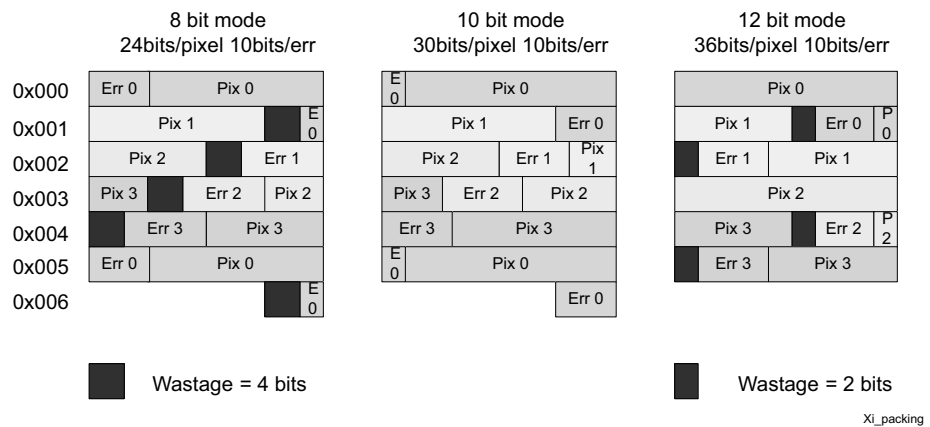 8 bit mode
24bits/pixel 10bits/err
10 bit mode
30bits/pixel 10bits/err
12 bit mode
36bits/pixel 10bits/err
0x000
0x001
0x002
0x003
0x004
0x005
0x006
Err 0 Pix 0
Pix 1 E
0
Pix 2 Err 1
Pix 3 Err 2 Pix 2
Err 3 Pix 3
Err 0 Pix 0
E
0
E
0
Pix 0
Pix 1 Err 0
Pix 2 Err 1 Pix
1
Pix 3 Err 2 Pix 2
Err 3 Pix 3
E
0
Pix 0
Err 0
Pix 0
Pix 1 Err 0 P
0
Err 1 Pix 1
Pix 2
Pix 3 Err 2 P
2
Err 3 Pix 3
Wastage = 4 bits
Wastage = 2 bits
Xi_packing